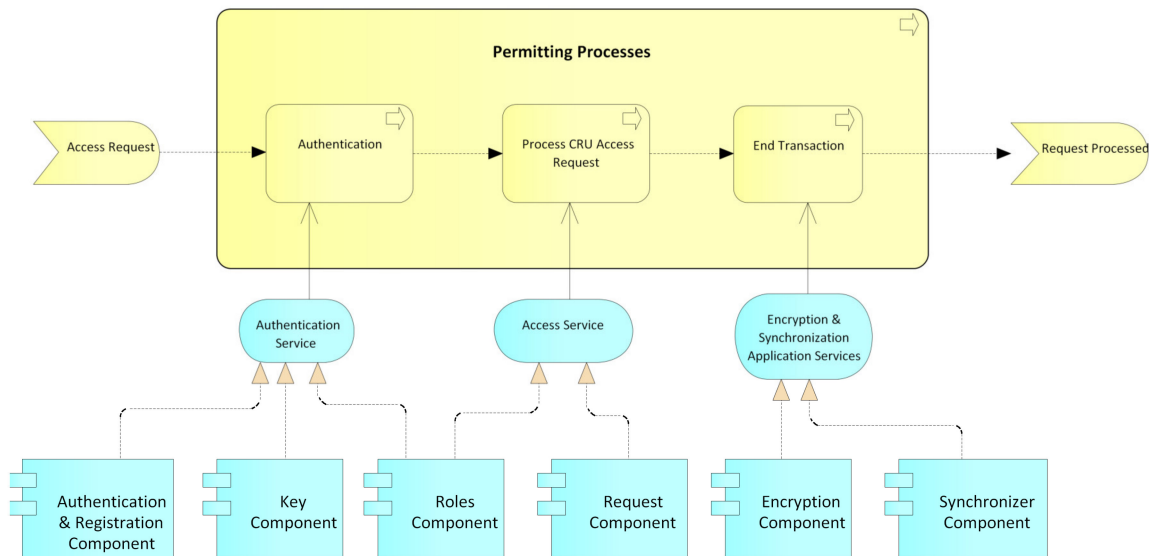 Permitting Processes
Access Request
Authentication
Process CRU Access
Request
End Transaction
Request Processed
Authentication
Service
Access Service
Encryption &
Synchronization
Application Services
Authentication
& Registration
Component
Key
Component
Roles
Component
Request
Component
Encryption
Component
Synchronizer
Component